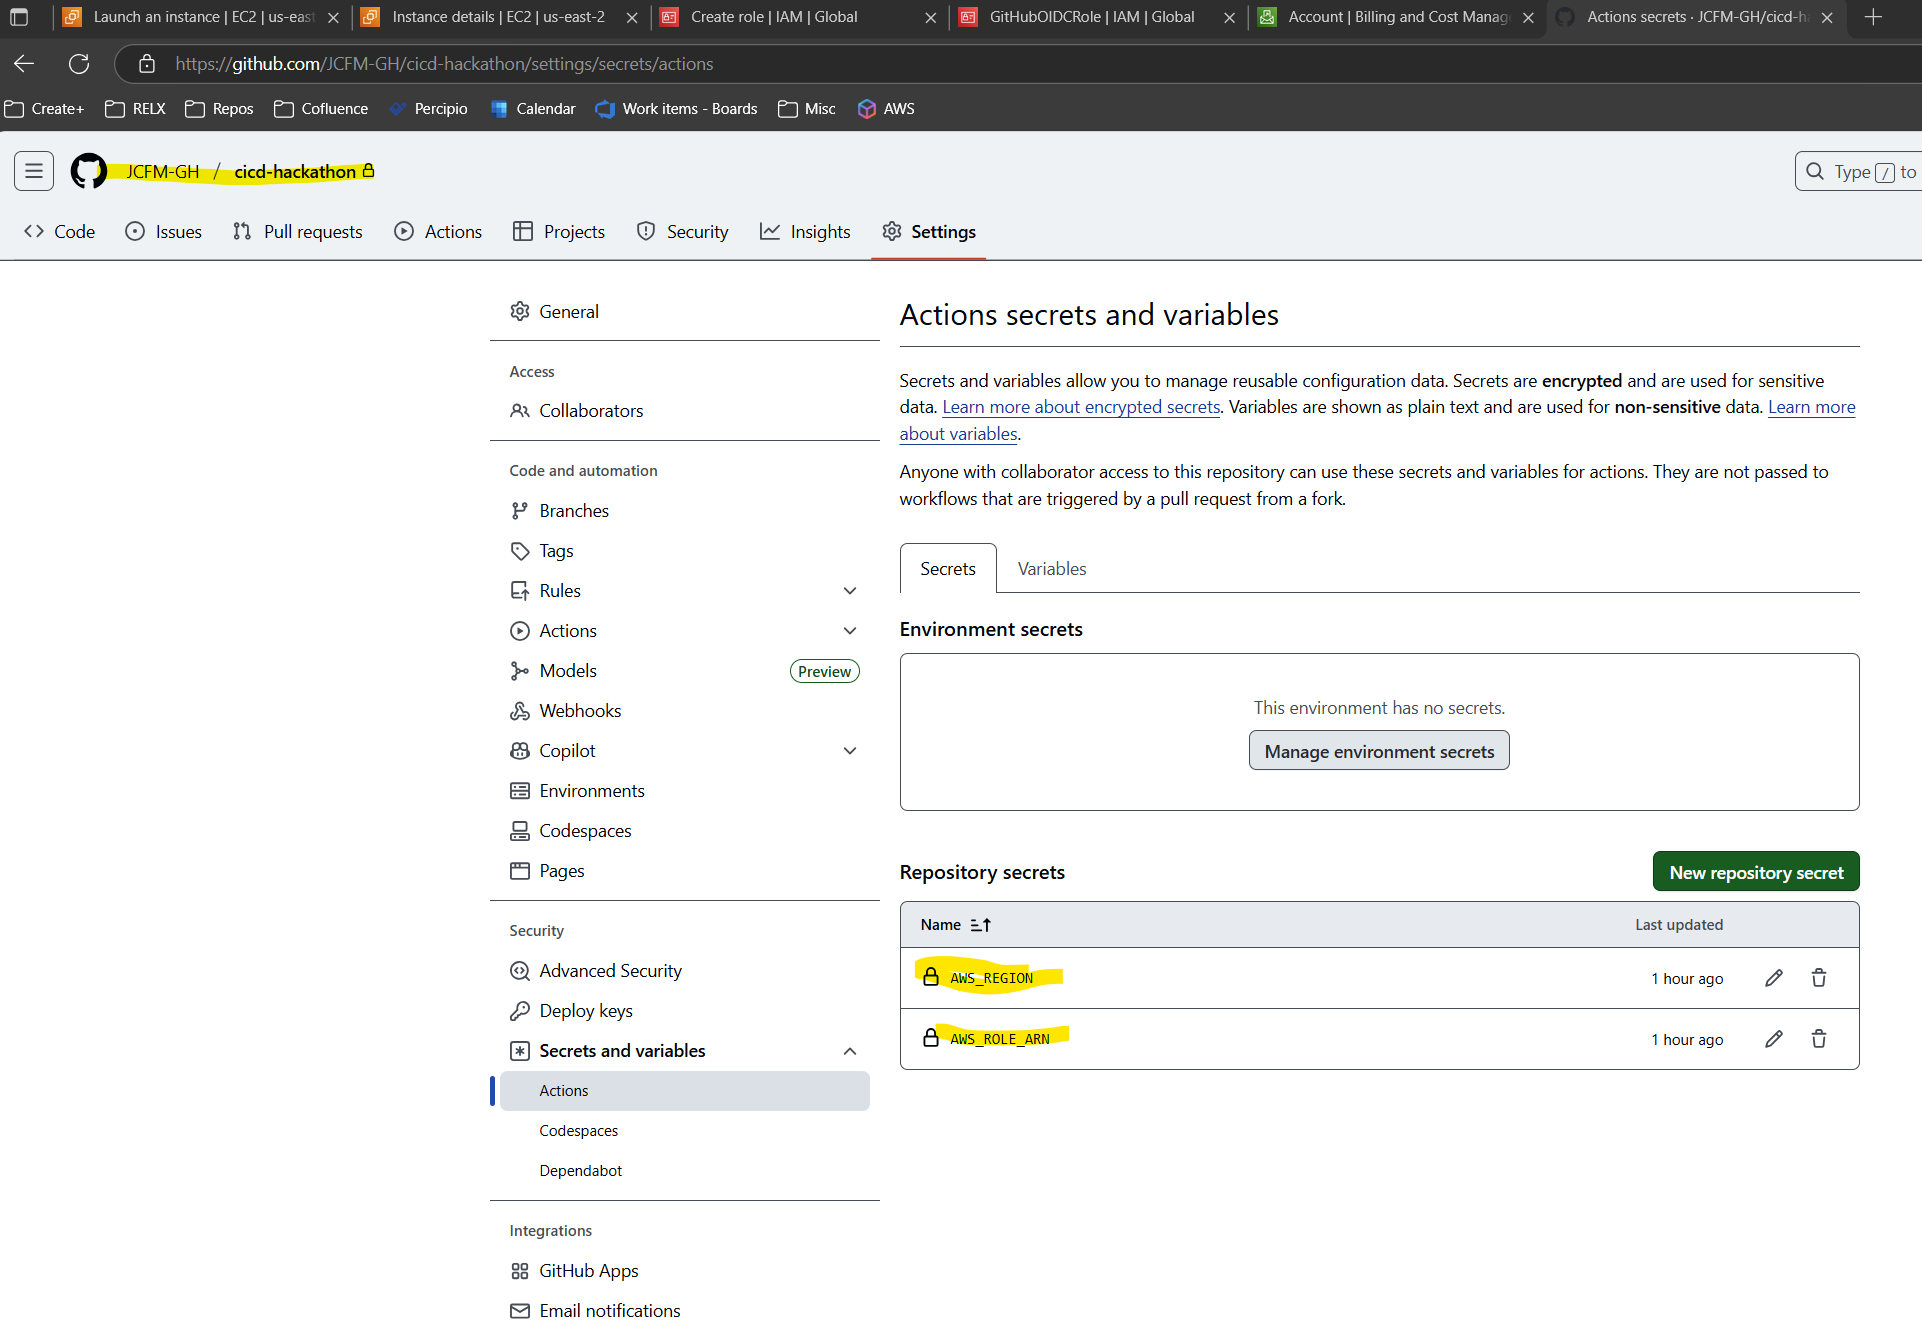 Launch an instance | EC2 | us-east
Instance details | EC2 | us-east-2
Create role | IAM | Global
GitHubOIDCRole | IAM | Global
Account | Billing and Cost Manag
Actions secrets · JCFM-GH/cicd-ha
https://github.com/JCFM-GH/cicd-hackathon/settings/secrets/actions
Create+
RELX
Repos
Cofluence
Percipio
Calendar
Work items - Boards
Misc
AWS
JCFM-GH / cicd-hackathon
Type / to
Code
Issues
Pull requests
Actions
Projects
Security
Insights
Settings
General
Access
Collaborators
Code and automation
Branches
Tags
Rules
Actions
Models
Preview
Webhooks
Copilot
Environments
Codespaces
Pages
Security
Advanced Security
Deploy keys
Secrets and variables
Actions
Codespaces
Dependabot
Integrations
GitHub Apps
Email notifications
Actions secrets and variables
Secrets and variables allow you to manage reusable configuration data. Secrets are encrypted and are used for sensitive
data. Learn more about encrypted secrets. Variables are shown as plain text and are used for non-sensitive data. Learn more
about variables.
Anyone with collaborator access to this repository can use these secrets and variables for actions. They are not passed to
workflows that are triggered by a pull request from a fork.
Secrets
Variables
Environment secrets
This environment has no secrets.
Manage environment secrets
Repository secrets
New repository secret
Name
Last updated
AWS_REGION
1 hour ago
AWS_ROLE_ARN
1 hour ago